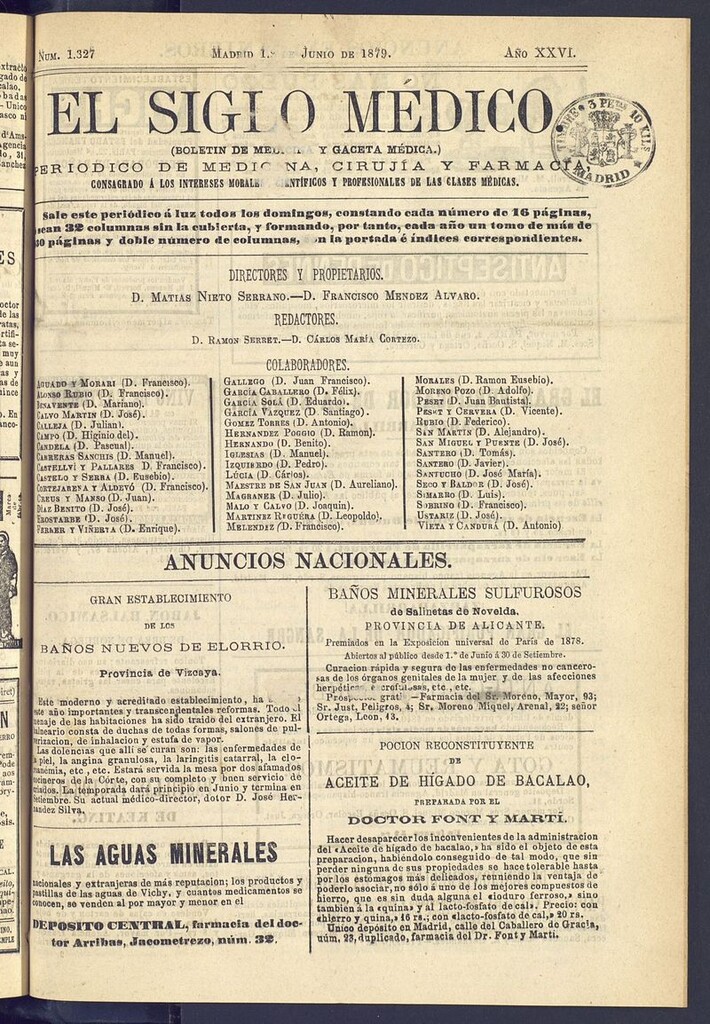 NUM. 1.327 MADRID 1.º DE JUNIO DE 1879. AÑO XXVI.
EL SIGLO MÉDICO
(BOLETIN DE Y GACETA MÉDICA.)
PERIODICO DE MEDICINA, CIRUJÍA Y FARMACIA,
CONSAGRADO Á LOS INTERESES MORALES CIENTÍFICOS Y PROFESIONALES DE LAS CLASES MÉDICAS.
TIMBRE 3 PETAS 10 KILS
MADRID
Sale este periódico á luz todos los domingos, constando cada número de 16 páginas,
sean 32 columnas sin la cubierta, y formando, por tanto, cada año un tomo de más de
páginas y doble número de columnas, con la portada é índices correspondientes.
DIRECTORES Y PROPIETARIOS.
D. MATIAS NIETO SERRANO.—D. FRANCISCO MENDEZ ALVARO.
REDACTORES.
D. RAMON SERRET.—D. CÁRLOS MARÍA CORTEZO.
COLABORADORES.
AGUADO Y MORARI (D. Francisco).
ALONSO RUBIO (D. Francisco).
BENAVENTE (D. Mariano).
CALVO MARTIN (D. José).
CALLEJA (D. Julian).
CAMPO (D. Higinio del).
CANDELA (D. Pascual).
CARRERAS SANCHIS (D. Manuel).
CASTELLVÍ Y PALLARES D. Francisco).
CASTELO Y SERRA (D. Eusebio).
CORTEJARENA Y ALDEVÓ (D. Francisco).
CREUS Y MANSO (D. Juan).
DIAZ BENITO (D. José).
EROSTARBE (D. José).
FERRER Y VIÑERTA (D. Enrique).
GALLEGO (D. Juan Francisco).
GARCÍA CABALLERO (D. Félix).
GARCÍA SOLÁ (D. Eduardo).
GARCÍA VAZQUEZ (D. Santiago).
GOMEZ TORRES (D. Antonio).
HERNANDEZ POGGIO (D. Ramon).
HERNANDO (D. Benito).
IGLESIAS (D. Manuel).
IZQUIERDO (D. Pedro).
LÚCIA (D. Cárlos).
MAESTRE DE SAN JUAN (D. Aureliano).
MAGRANER (D. Julio).
MALO Y CALVO (D. Joaquin).
MARTINEZ REGUERA (D. Leopoldo).
MELENDEZ (D. Francisco).
MORALES (D. Ramon Eusebio).
MORENO POZO (D. Adolfo).
PESET (D. Juan Bautista).
PESET Y CERVERA (D. Vicente).
RUBIO (D. Federico).
SAN MARTIN (D. Alejandro).
SAN MIGUEL Y PUENTE (D. José).
SANTERO (D. Tomás).
SANTERO (D. Javier).
SANTUCHO (D. José María).
SECO Y BALDOR (D. José).
SIMARRO (D. Luis).
SOBRINO (D. Francisco).
USTARIZ (D. José).
VIETA Y CANDURÁ (D. Antonio)
ANUNCIOS NACIONALES.
GRAN ESTABLECIMIENTO
DE LOS
BAÑOS NUEVOS DE ELORRIO.
Provincia de Vizcaya.
Este moderno y acreditado establecimiento, ha
este año importantes y transcendentales reformas. Todo el
menaje de las habitaciones ha sido traido del extranjero. El
balneario consta de duchas de todas formas, salones de pul-
verizacion, de inhalacion y estufa de vapor.
Las dolencias que allí se curan son: las enfermedades de
la piel, la angina granulosa, la laringitis catarral, la clo-
roanémia, etc., etc. Estará servida la mesa por dos afamados
cocineros de la Córte, con su completo y buen servicio de
criados. La temporada dará principio en Junio y termina en
Setiembre. Su actual médico-director, dotor D. José Her-
nandez Silva.
LAS AGUAS MINERALES
nacionales y extranjeras de más reputacion; los productos y
pastillas de las aguas de Vichy, y cuantos medicamentos se
conocen, se venden al por mayor y menor en el
DEPOSITO CENTRAL, farmacia del doc-
tor Arribas, Jacometrezo, núm. 32.
BAÑOS MINERALES SULFUROSOS
de Salinetas de Novelda.
PROVINCIA DE ALICANTE.
Premiados en la Exposicion universal de París de 1878.
Abiertos al público desde 1.º de Junio á 30 de Setiembre.
Curacion rápida y segura de las enfermedades no cancero-
sas de los órganos genitales de la mujer y de las afecciones
herpéticas, escrofulosas, etc., etc.
Prospectos gratis.—Farmacia del Sr. Moreno, Mayor, 93;
Sr. Just, Peligros, 4; Sr. Moreno Miquel, Arenal, 22; señor
Ortega, Leon, 13.
POCION RECONSTITUYENTE
DE
ACEITE DE HÍGADO DE BACALAO,
PREPARADA POR EL
DOCTOR FONT Y MARTÍ.
Hacer desaparecer los inconvenientes de la administracion
del «Aceite de hígado de bacalao,» ha sido el objeto de esta
preparacion, habiéndolo conseguido de tal modo, que sin
perder ninguna de sus propiedades se hace tolerable hasta
por los estómagos más delicados, reuniendo la ventaja de
poderlo asociar, no sólo á uno de los mejores compuestos de
hierro, que es sin duda alguna el «ioduro ferroso,» sino
tambien á la «quina» y al «lacto-fosfato de cal.» Precio: con
«hierro y quina,» 16 rs.; con «lacto-fosfato de cal,» 20 rs.
Unico depósito en Madrid, calle del Caballero de Gracia,
núm. 23, duplicado, farmacia del Dr. Font y Martí.